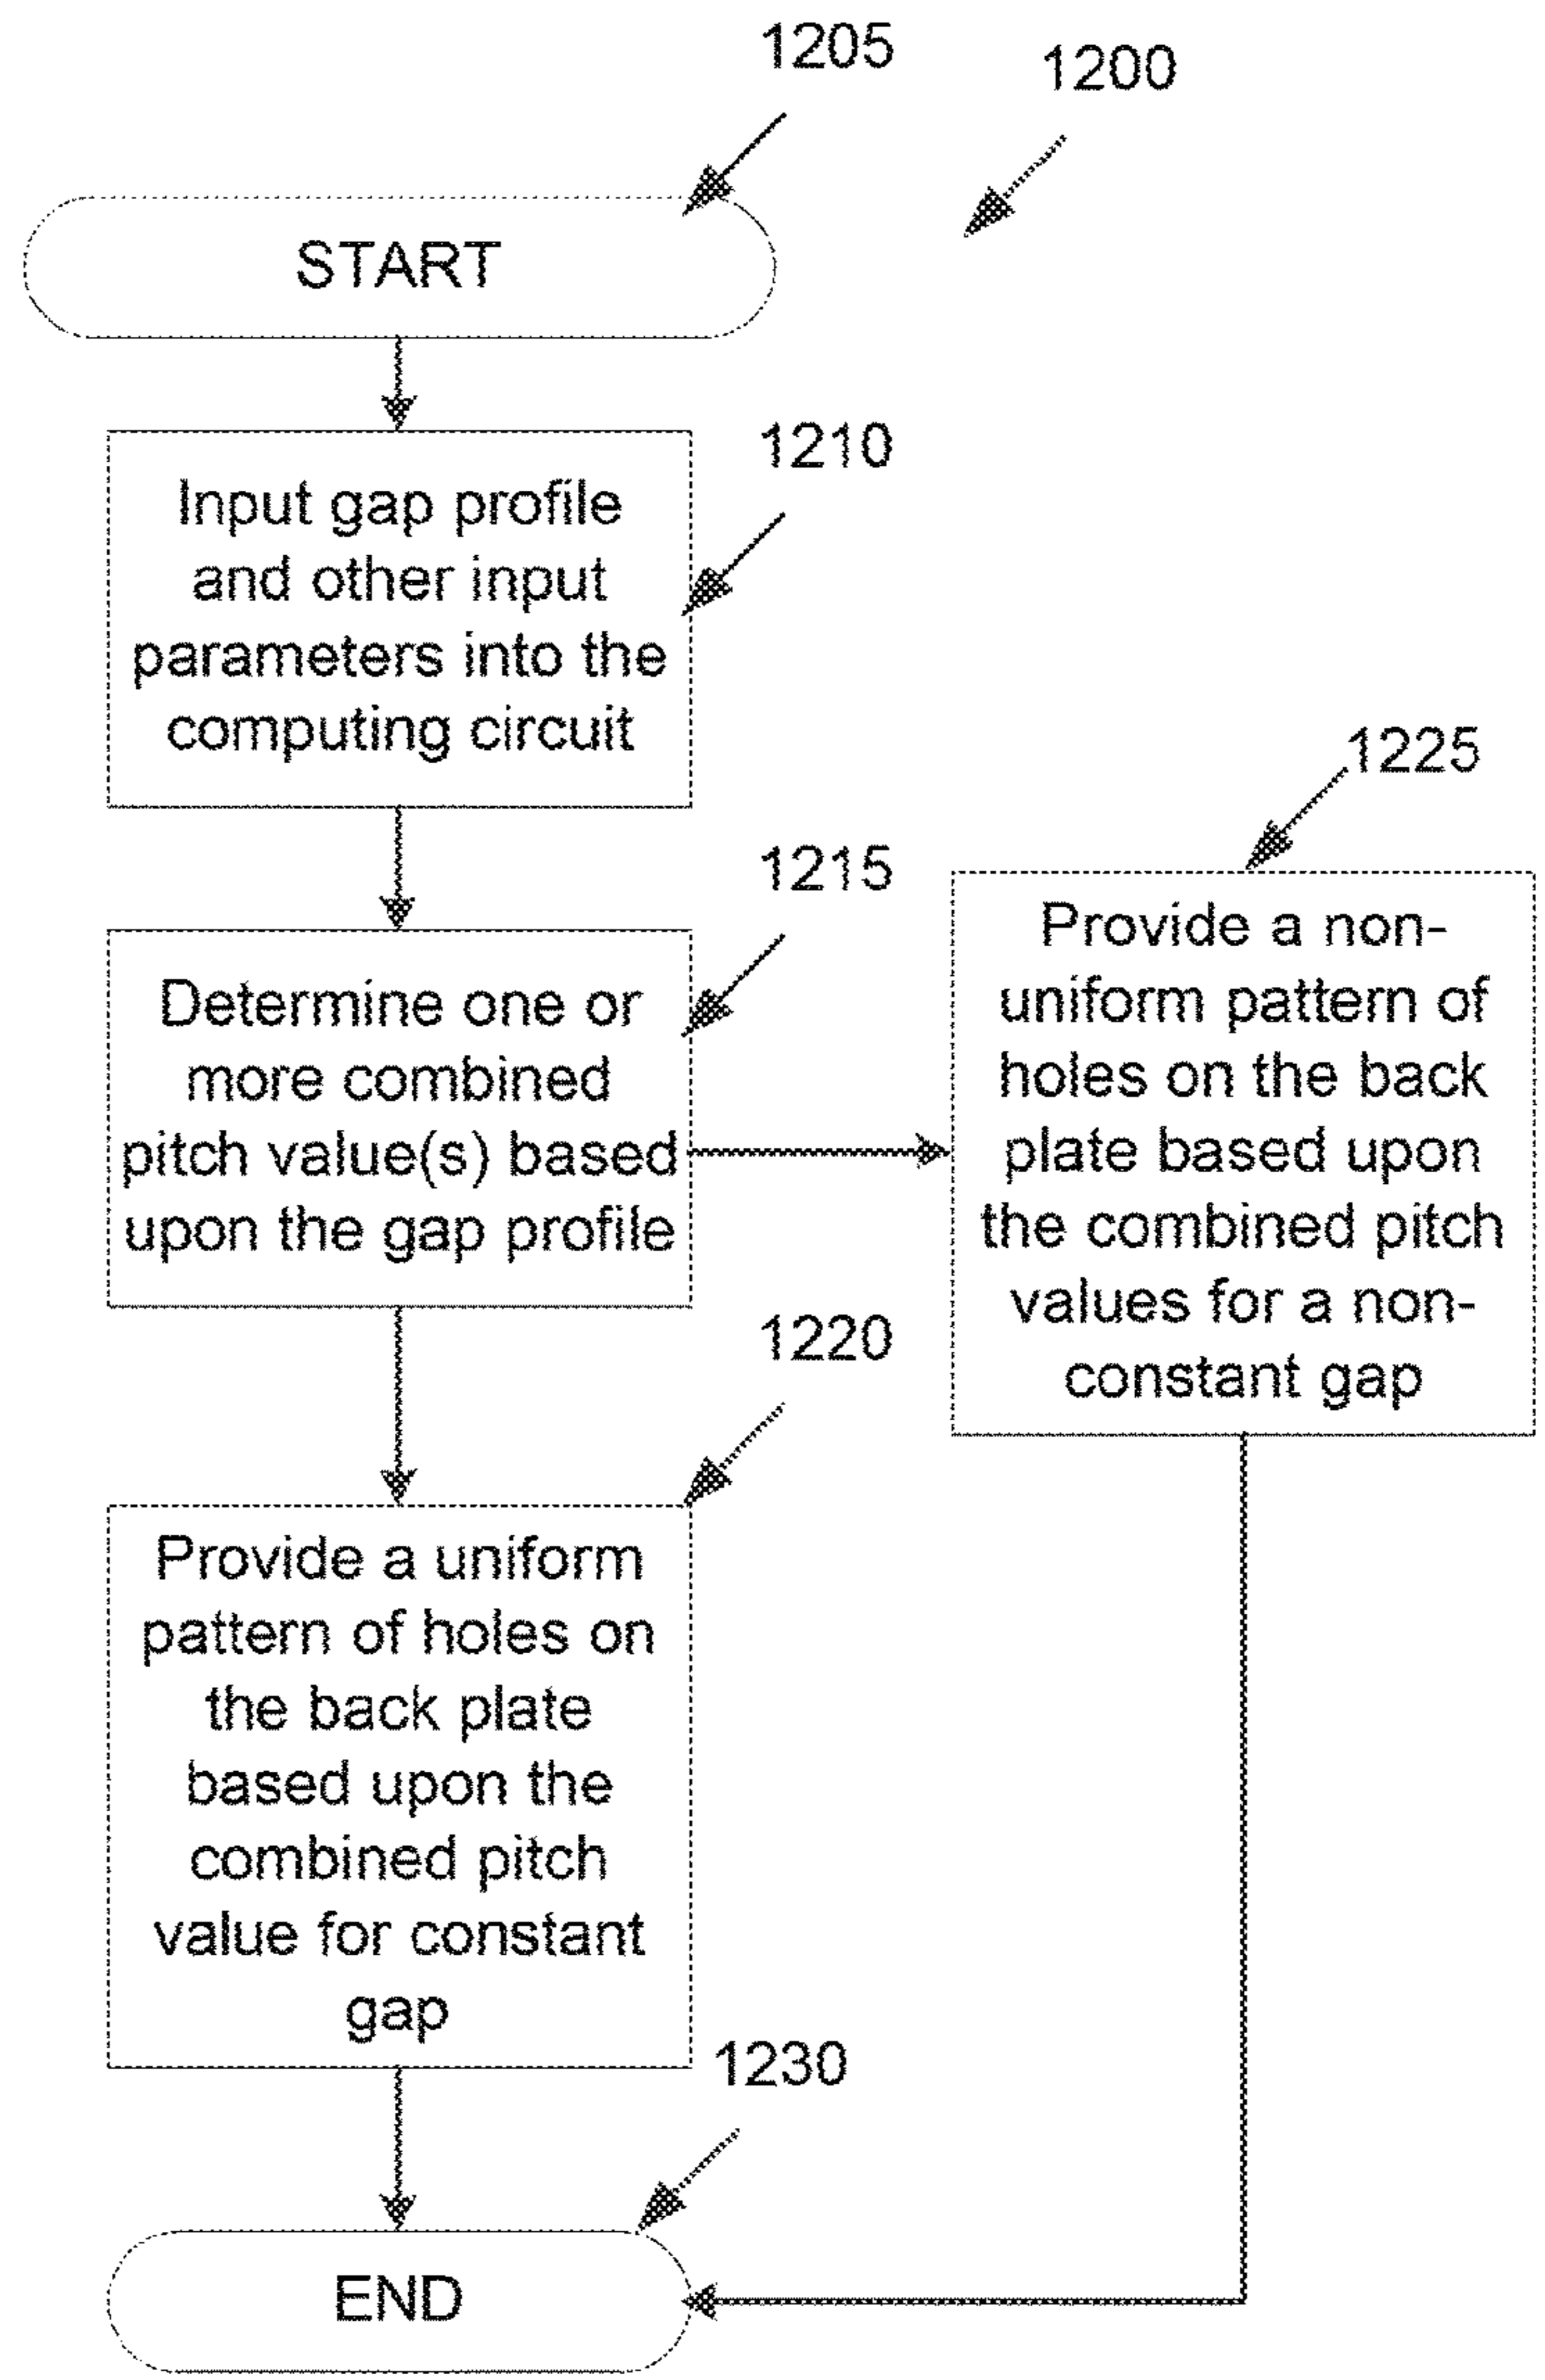 1205
1200
START
1210
Input gap profile
and other input
parameters into the
computing circuit
1215
Determine one or
more combined
pitch value(s) based
upon the gap profile
1225
Provide a non-
uniform pattern of
holes on the back
plate based upon
the combined pitch
values for a non-
constant gap
1220
Provide a uniform
pattern of holes on
the back plate
based upon the
combined pitch
value for constant
gap
1230
END